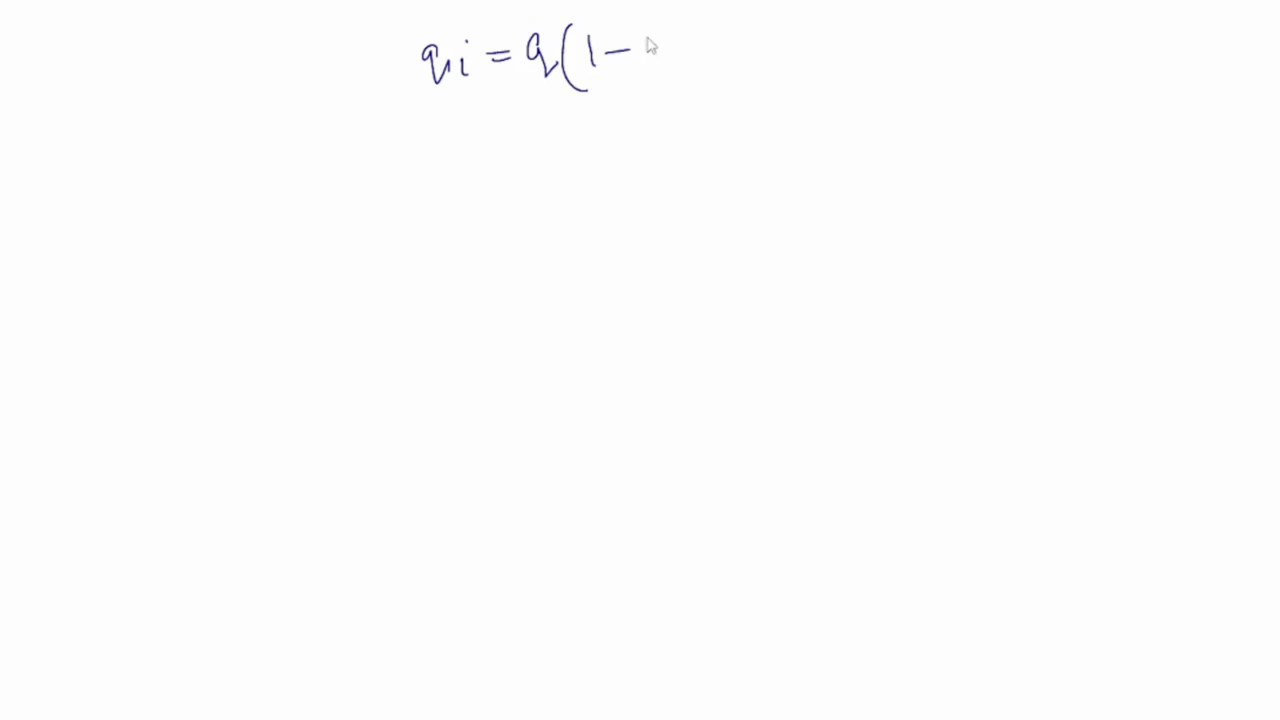 qi = q(1-